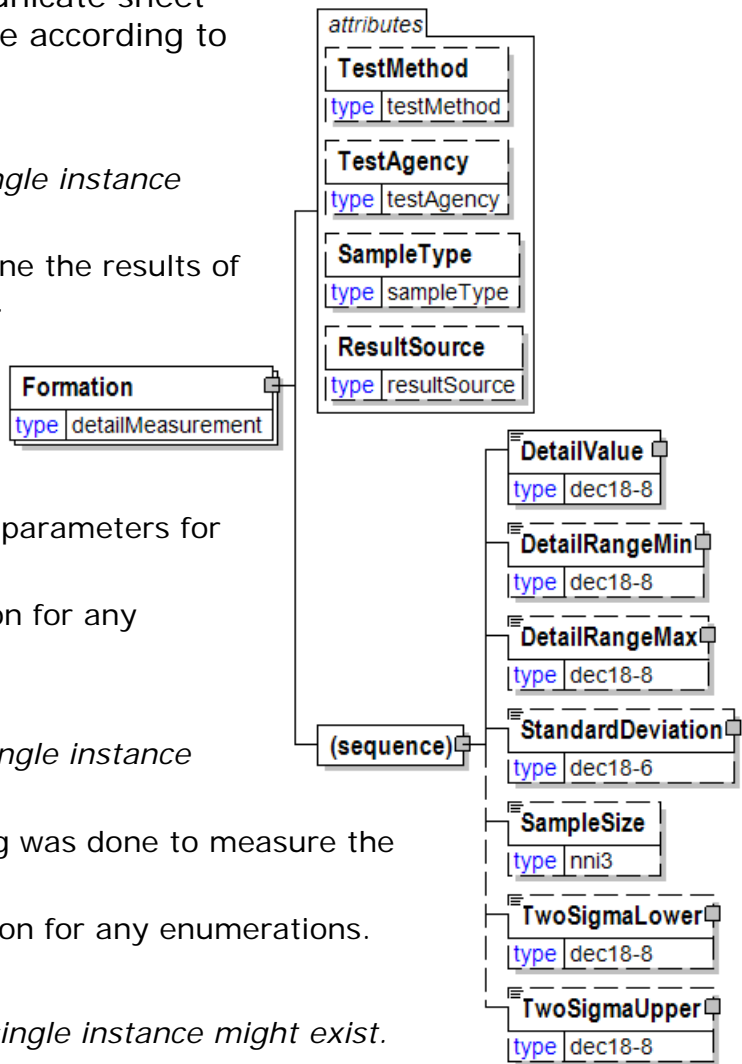 unicate sheet
e according to
ngle instance
ne the results of
.
parameters for
on for any
ngle instance
g was done to measure the
on for any enumerations.
single instance might exist.
attributes
TestMethod
type testMethod
TestAgency
type testAgency
SampleType
type sampleType
ResultSource
type resultSource
Formation
type detailMeasurement
(sequence)
DetailValue
type dec18-8
DetailRangeMin
type dec18-8
DetailRangeMax
type dec18-8
StandardDeviation
type dec18-6
SampleSize
type nni3
TwoSigmaLower
type dec18-8
TwoSigmaUpper
type dec18-8